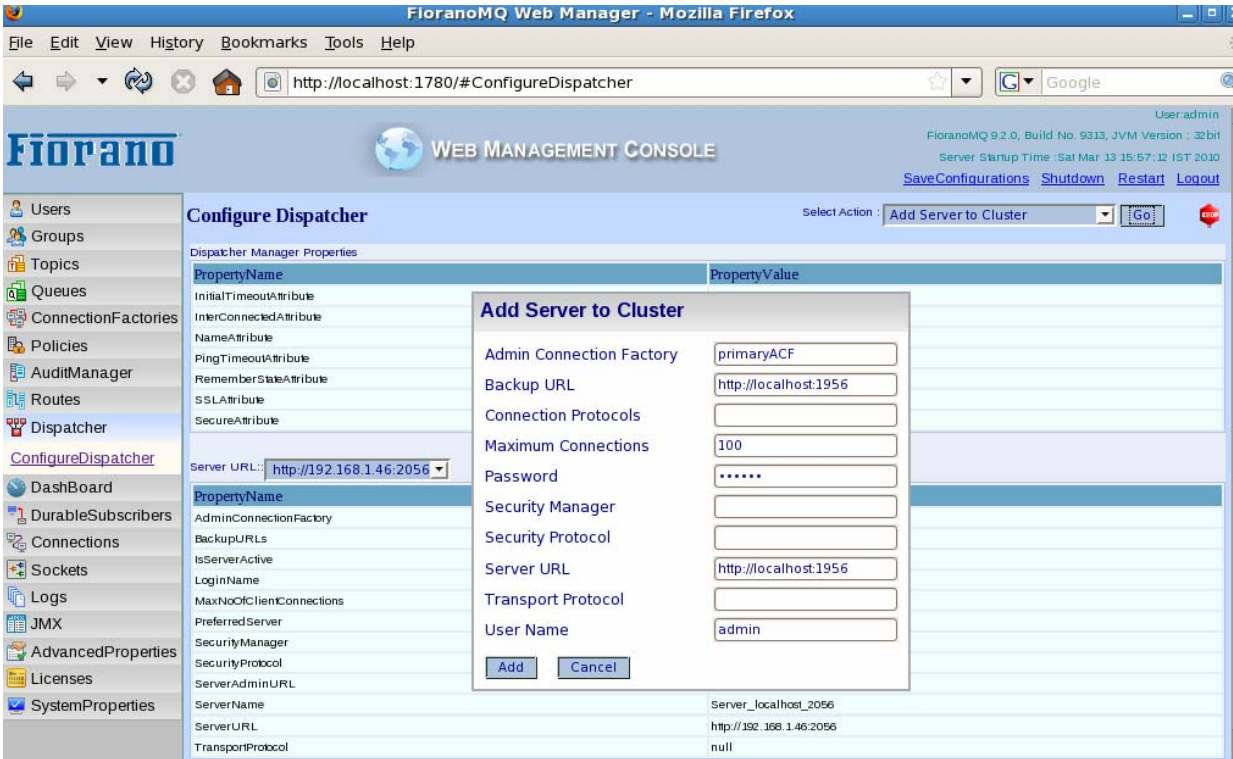 FioranoMQ Web Manager - Mozilla Firefox
File Edit View History Bookmarks Tools Help
http://localhost:1780/#ConfigureDispatcher
G
Google
Fiorano
WEB MANAGEMENT CONSOLE
User:admin
FioranoMQ 9.2.0, Build No. 9313, JVM Version : 32bit
Server Startup Time :Sat Mar 13 15:57:12 IST 2010
SaveConfigurations Shutdown Restart Logout
Users
Groups
Topics
Queues
ConnectionFactories
Policies
AuditManager
Routes
Dispatcher
ConfigureDispatcher
DashBoard
DurableSubscribers
Connections
Sockets
Logs
JMX
AdvancedProperties
Licenses
SystemProperties
Configure Dispatcher
Select Action : Add Server to Cluster Go STOP
Dispatcher Manager Properties
PropertyName PropertyValue
InitialTimeoutAttribute
InterConnectedAttribute
NameAttribute
PingTimeoutAttribute
RememberStateAttribute
SSLAttribute
SecureAttribute
Server URL:: http://192.168.1.46:2056
PropertyName
AdminConnectionFactory
BackupURLs
IsServerActive
LoginName
MaxNoOfClientConnections
PreferredServer
SecurityManager
SecurityProtocol
ServerAdminURL
ServerName Server_localhost_2056
ServerURL http://192.168.1.46:2056
TransportProtocol null
Add Server to Cluster
Admin Connection Factory primaryACF
Backup URL http://localhost:1956
Connection Protocols
Maximum Connections 100
Password ••••••
Security Manager
Security Protocol
Server URL http://localhost:1956
Transport Protocol
User Name admin
Add Cancel